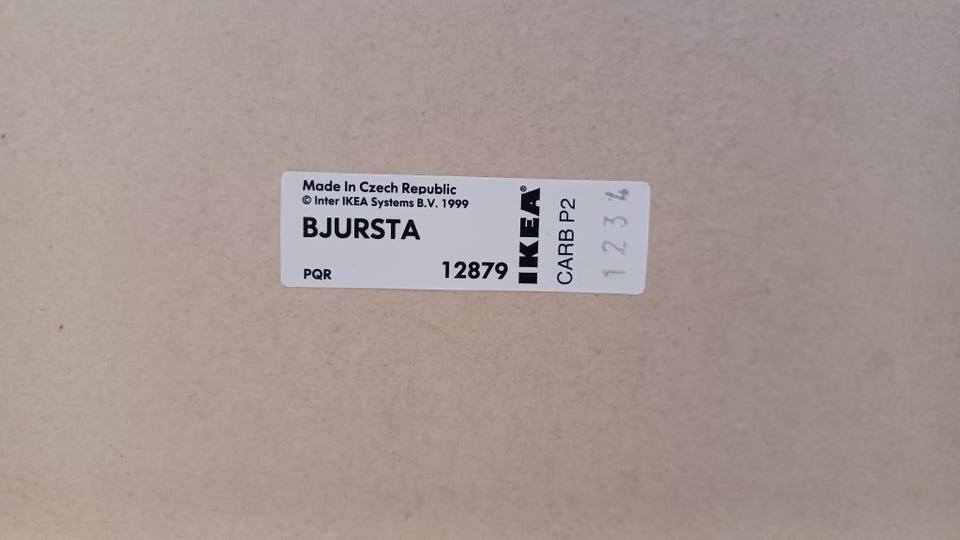 Made In Czech Republic
© Inter IKEA Systems B.V. 1999
BJURSTA
PQR
12879
IKEA®
CARB P2
1234